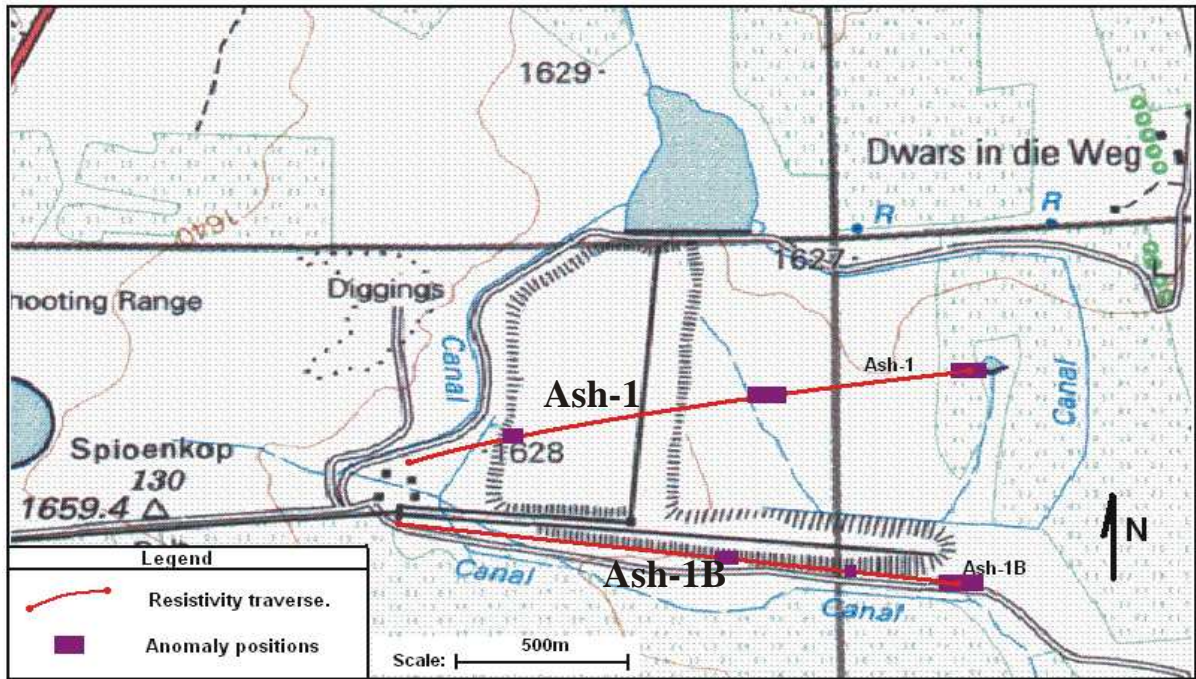 1629
Dwars in die Weg
1640
R
R
1627
hooting Range
Diggings
Canal
Canal
Ash-1
Ash-1
1628
Spioenkop
130
1659.4
N
Ash-1B
Ash-1B
Canal
Canal
Legend
Resistivity traverse.
Anomaly positions
Scale:
500m